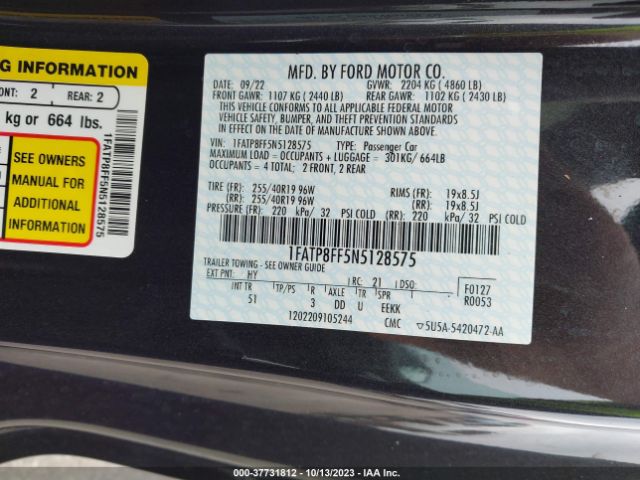 G INFORMATION
ONT: 2 REAR: 2
kg or 664 lbs.
SEE OWNERS
MANUAL FOR
ADDITIONAL
INFORMATION
1FATP8FF5N5128575
MFD. BY FORD MOTOR CO.
09/22 GVWR: 2204 KG ( 4860 LB)
FRONT GAWR: 1107 KG ( 2440 LB) REAR GAWR: 1102 KG ( 2430 LB)
THIS VEHICLE CONFORMS TO ALL APPLICABLE FEDERAL MOTOR
VEHICLE SAFETY, BUMPER, AND THEFT PREVENTION STANDARDS
IN EFFECT ON THE DATE OF MANUFACTURE SHOWN ABOVE.
VIN: 1FATP8FF5N5128575 TYPE: Passenger Car
MAXIMUM LOAD = OCCUPANTS + LUGGAGE = 301KG/ 664LB
OCCUPANTS = 4 TOTAL: 2 FRONT, 2 REAR
TIRE (FR): 255/40R19 96W RIMS (FR): 19x8.5J
(RR): 255/40R19 96W (RR): 19x8.5J
PRESSURE (FR): 220 kPa/ 32 PSI COLD (RR): 220 kPa/ 32 PSI COLD
1FATP8FF5N5128575
TRAILER TOWING - SEE OWNER GUIDE
EXT PNT: HY RC: 21 DSO: F0127
INT TR TP/PS R AXLE TR SPR R0053
51 3 DD U EEKK
1202209105244 CMC 5U5A-5420472-AA
000-37731812 - 10/13/2023 - IAA Inc.